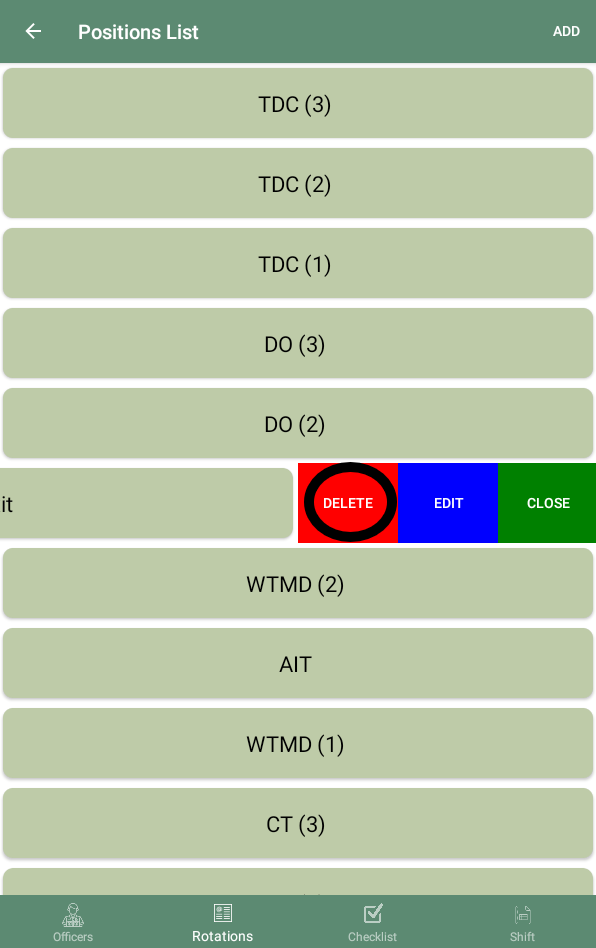 Positions List
ADD
TDC (3)
TDC (2)
TDC (1)
DO (3)
DO (2)
it
DELETE
EDIT
CLOSE
WTMD (2)
AIT
WTMD (1)
CT (3)
Officers
Rotations
Checklist
Shift